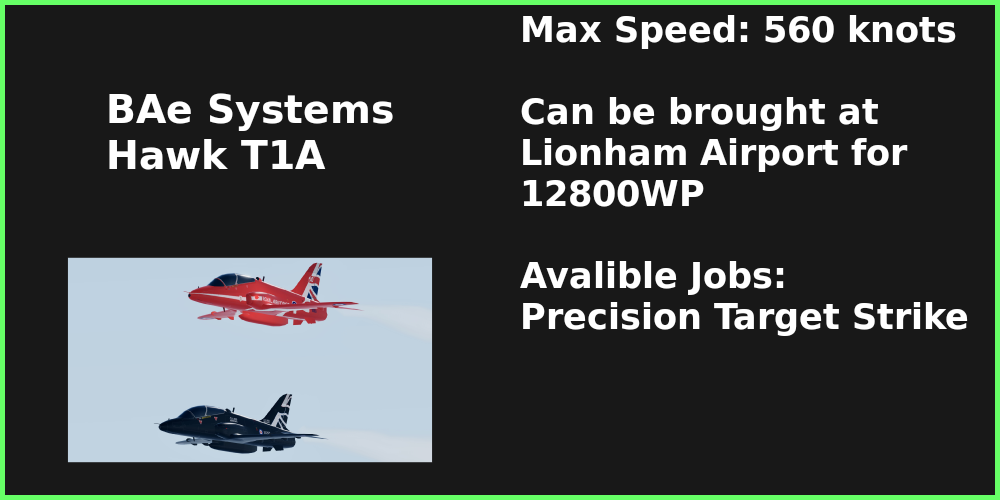 BAe Systems
Hawk T1A
Max Speed: 560 knots
Can be brought at
Lionham Airport for
12800WP
Avalible Jobs:
Precision Target Strike